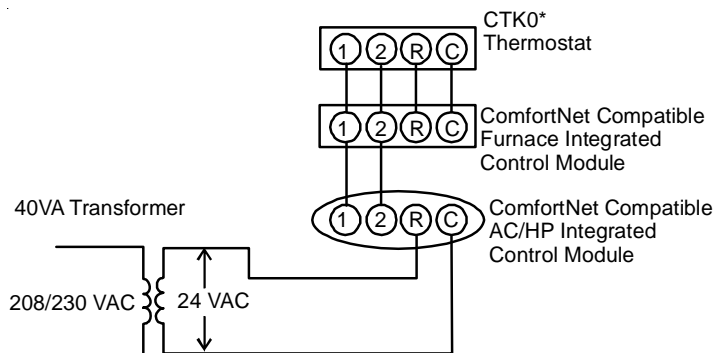 CTK0*
Thermostat
1 2 R C
ComfortNet Compatible
Furnace Integrated
Control Module
1 2 R C
ComfortNet Compatible
AC/HP Integrated
Control Module
1 2 R C
40VA Transformer
208/230 VAC
24 VAC